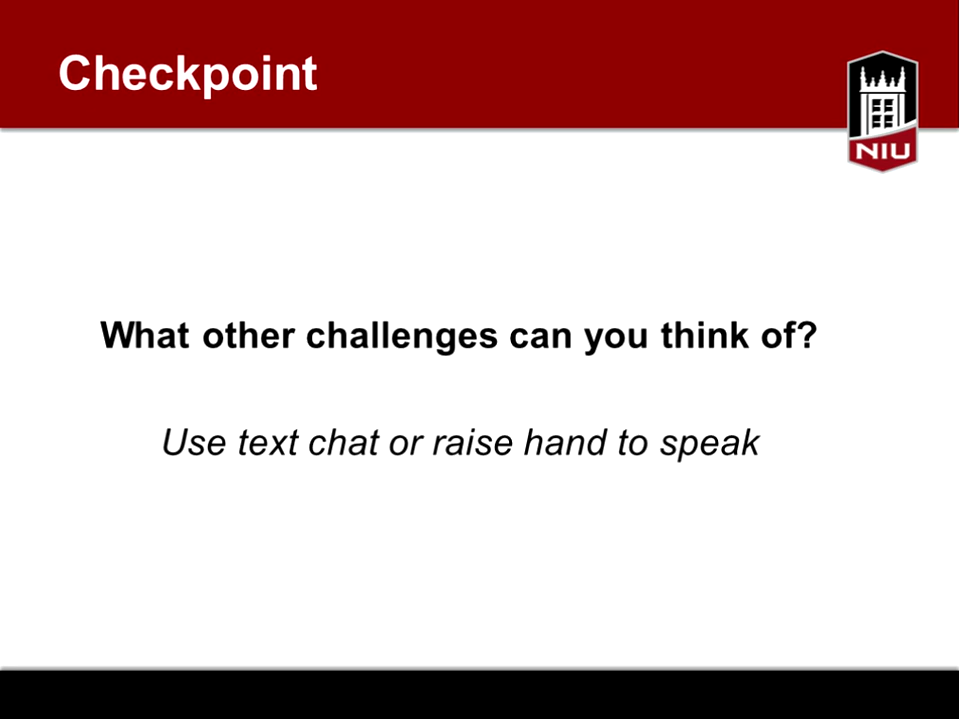 Checkpoint
NIU
What other challenges can you think of?
Use text chat or raise hand to speak